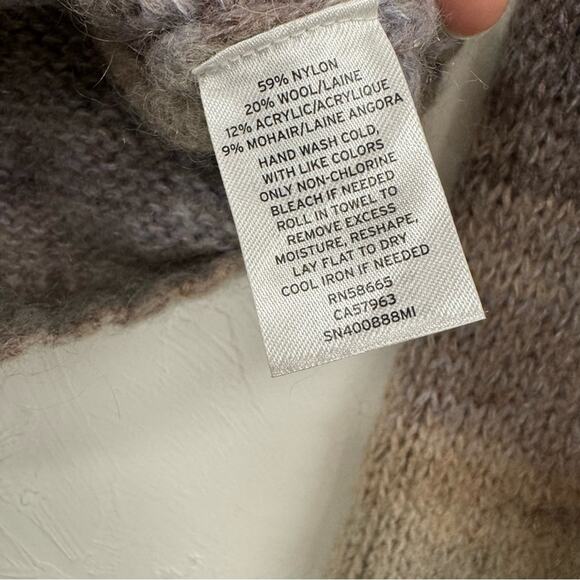 59% NYLON
20% WOOL/LAINE
12% ACRYLIC/ACRYLIQUE
9% MOHAIR/LAINE ANGORA
HAND WASH COLD,
WITH LIKE COLORS
ONLY NON-CHLORINE
BLEACH IF NEEDED
ROLL IN TOWEL TO
REMOVE EXCESS
MOISTURE, RESHAPE,
LAY FLAT TO DRY
COOL IRON IF NEEDED
RN58665
CA57963
SN400888MI